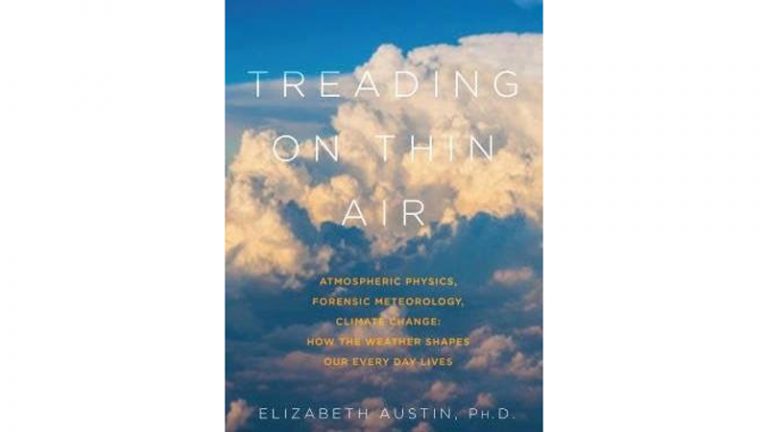 TREADING
ON THIN
AIR
ATMOSPHERIC PHYSICS,
FORENSIC METEOROLOGY,
CLIMATE CHANGE:
HOW THE WEATHER SHAPES
OUR EVERY DAY LIVES
ELIZABETH AUSTIN, PH.D.